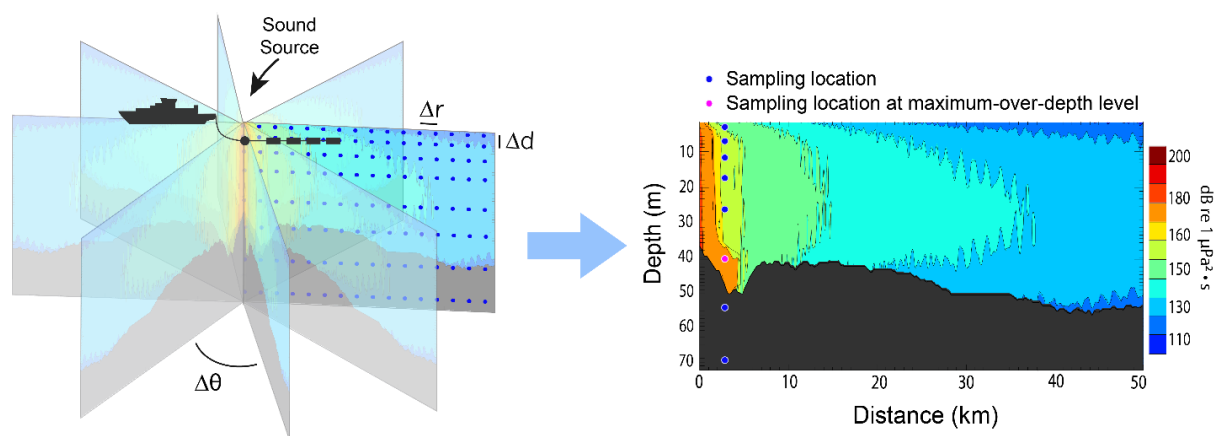 Sound
Source
Δr
Δd
Δθ
Sampling location
Sampling location at maximum-over-depth level
Depth (m)
10
20
30
40
50
60
70
0
10
20
30
40
50
Distance (km)
200
180
160
150
130
110
dB re 1 µPa²•s